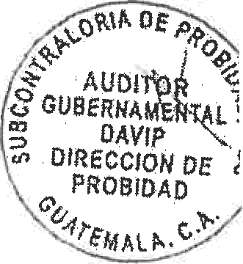 SUBCONTRALORIA DE
AUDITOR
GUBERNAMENTAL
DAVIP
DIRECCION DE
PROBIDAD
GUATEMALA, C.A.